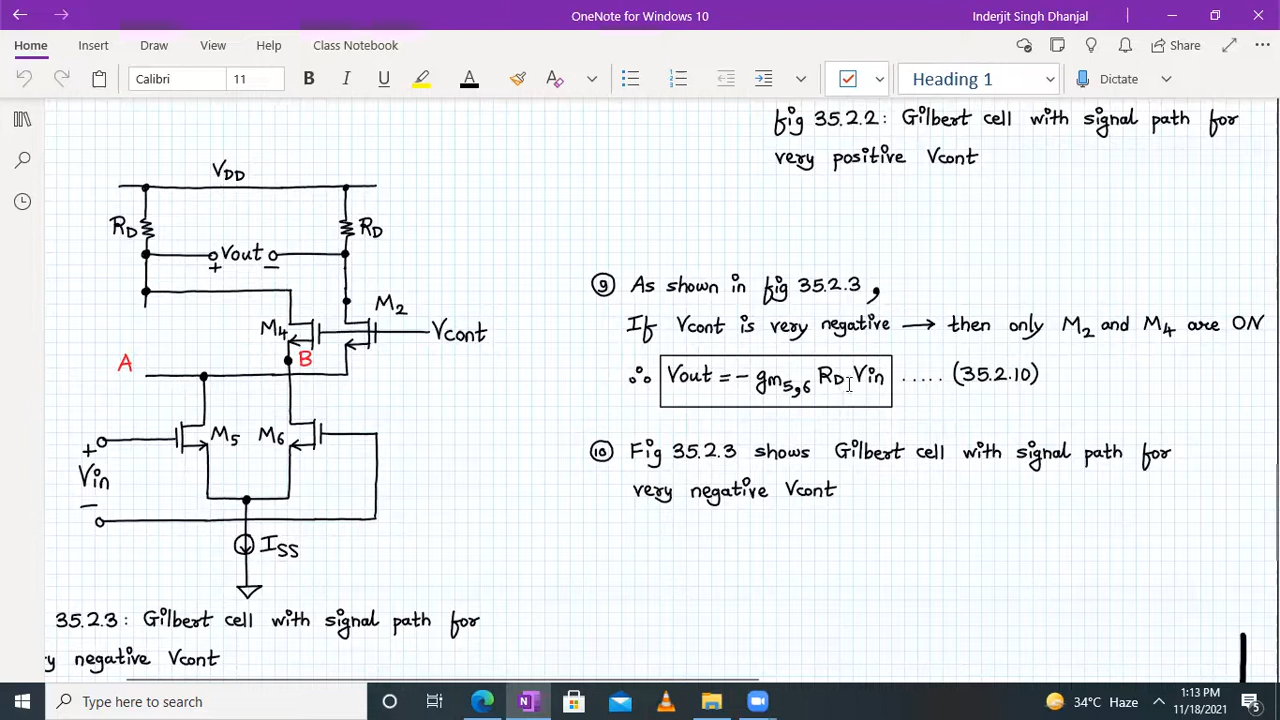 OneNote for Windows 10
Inderjit Singh Dhanjal
Home Insert Draw View Help Class Notebook
Share
Calibri 11 B I U A Heading 1 Dictate
fig 35.2.2: Gilbert cell with signal path for
very positive Vcont
VDD
RD RD
Vout
+ −
M4 M2
Vcont
A B
M5 M6
+
Vin
−
ISS
35.2.3: Gilbert cell with signal path for
y negative Vcont
⑨ As shown in fig 35.2.3,
If Vcont is very negative → then only M2 and M4 are ON
∴ Vout = − gm5,6 RD Vin ..... (35.2.10)
⑩ Fig 35.2.3 shows Gilbert cell with signal path for
very negative Vcont
Type here to search
34°C Haze
1:13 PM
11/18/2021
5